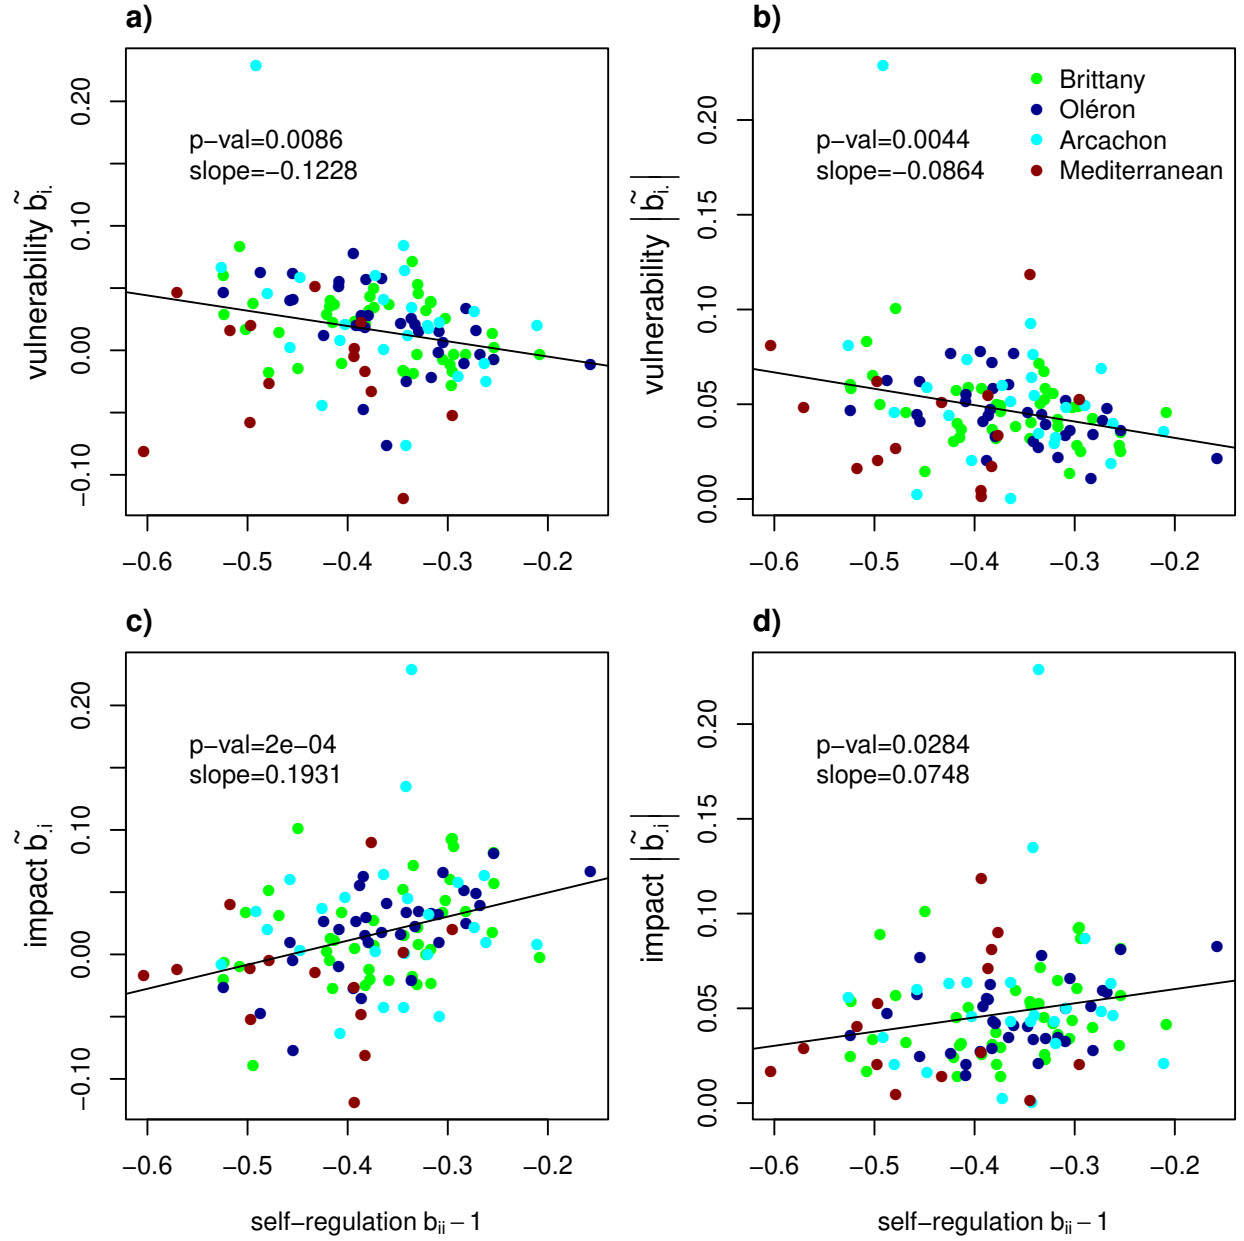 a)
vulnerability b̃i.
0.20
0.10
0.00
−0.10
p−val=0.0086
slope=−0.1228
−0.6 −0.5 −0.4 −0.3 −0.2
b)
vulnerability |b̃i.|
0.20
0.15
0.10
0.05
0.00
p−val=0.0044
slope=−0.0864
Brittany
Oléron
Arcachon
Mediterranean
−0.6 −0.5 −0.4 −0.3 −0.2
c)
impact b̃.i
0.20
0.10
0.00
−0.10
p−val=2e−04
slope=0.1931
−0.6 −0.5 −0.4 −0.3 −0.2
self−regulation bii − 1
d)
impact |b̃.i|
0.20
0.15
0.10
0.05
0.00
p−val=0.0284
slope=0.0748
−0.6 −0.5 −0.4 −0.3 −0.2
self−regulation bii − 1